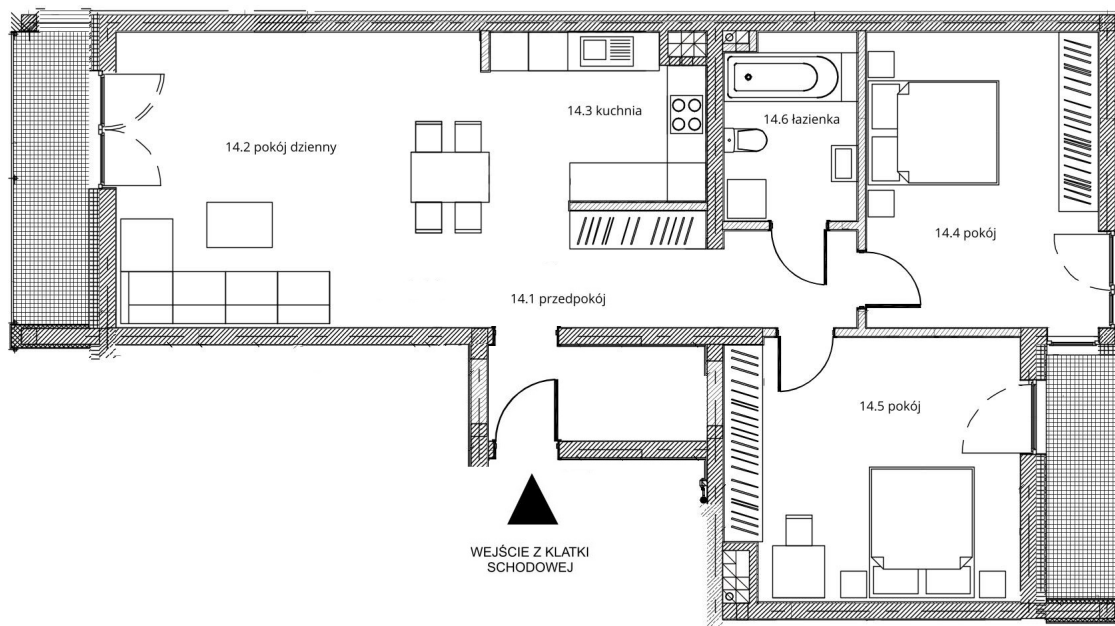 14.3 kuchnia
14.6 łazienka
14.2 pokój dzienny
14.4 pokój
14.1 przedpokój
14.5 pokój
WEJŚCIE Z KLATKI
SCHODOWEJ